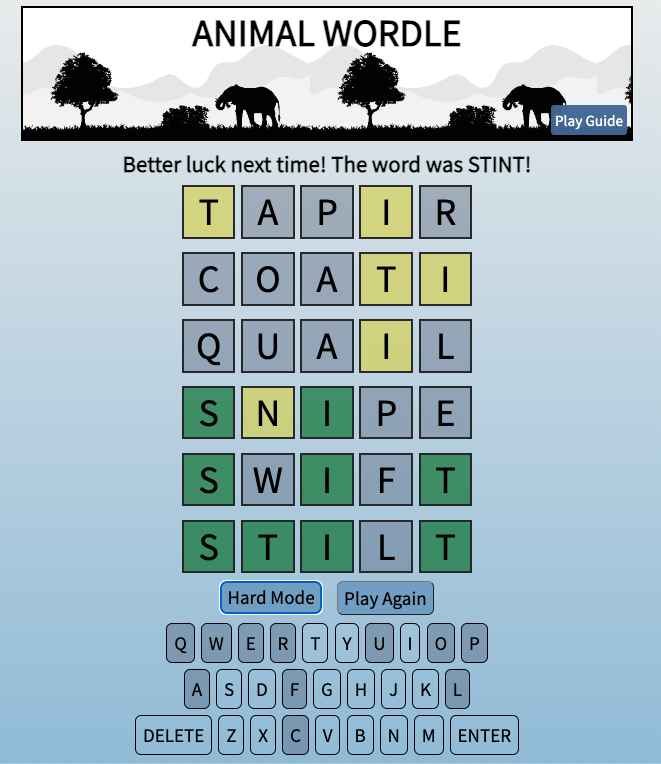 ANIMAL WORDLE
Play Guide
Better luck next time! The word was STINT!
T A P I R
C O A T I
Q U A I L
S N I P E
S W I F T
S T I L T
Hard Mode Play Again
Q W E R T Y U I O P
A S D F G H J K L
DELETE Z X C V B N M ENTER